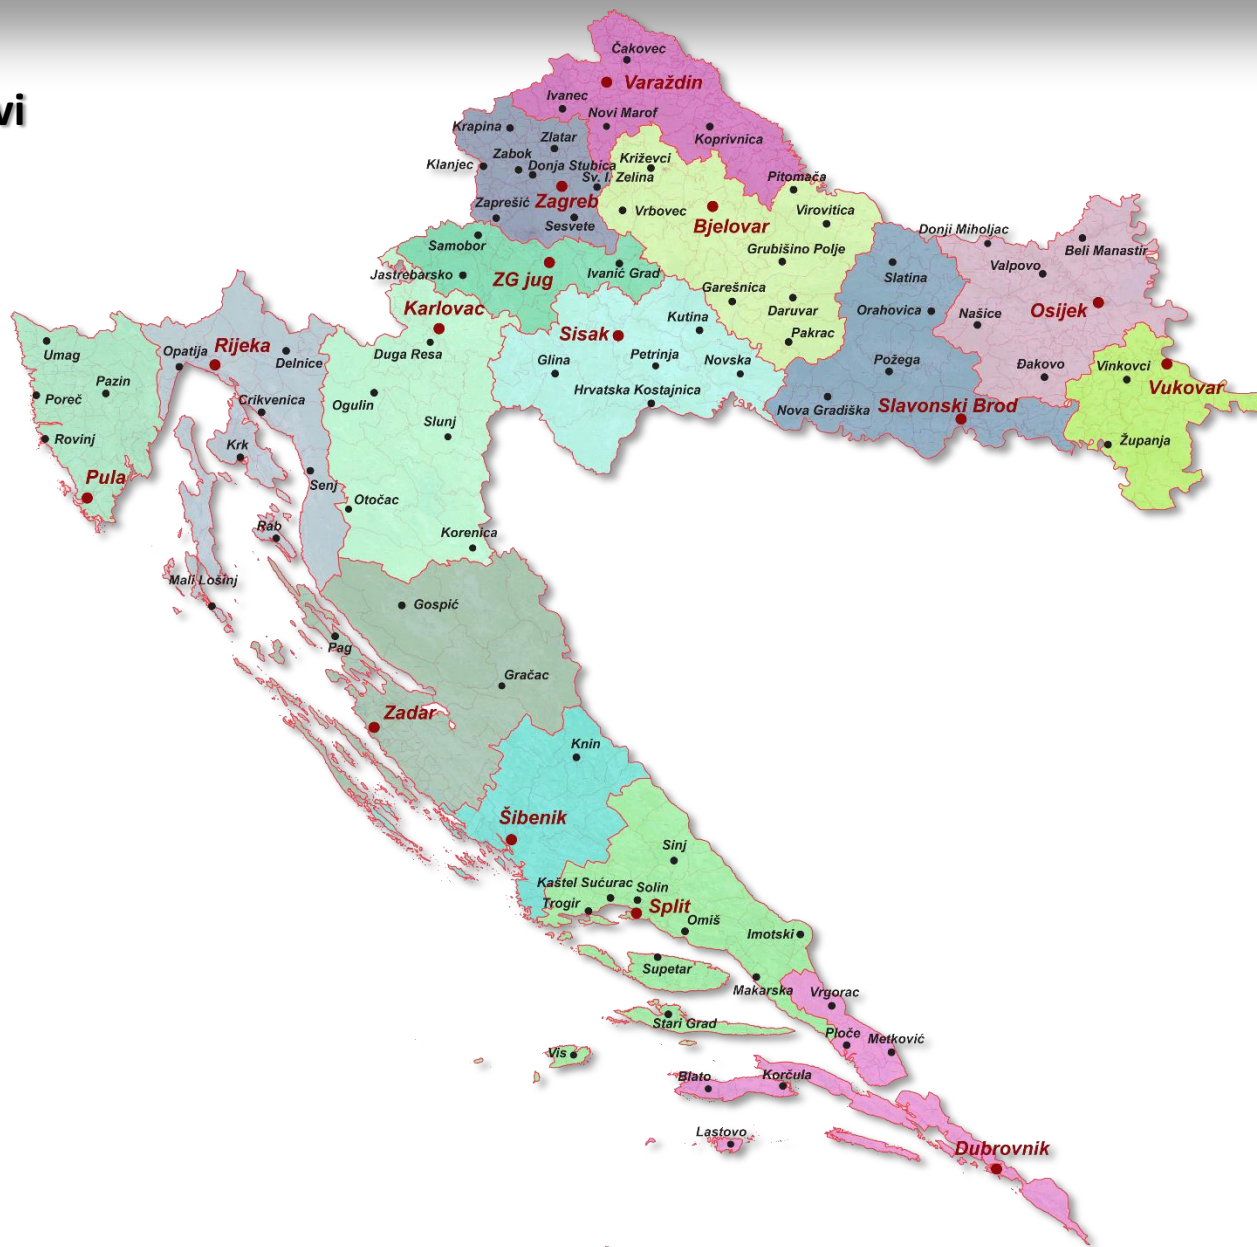 vi
Čakovec
Varaždin
Ivanec
Novi Marof
Krapina
Koprivnica
Zlatar
Zabok
Klanjec
Donja Stubica
Križevci
Sv. I. Zelina
Pitomača
Zaprešić
Zagreb
Vrbovec
Virovitica
Sesvete
Bjelovar
Donji Miholjac
Samobor
Grubišino Polje
Beli Manastir
Jastrebarsko
ZG jug
Ivanić Grad
Slatina
Valpovo
Garešnica
Karlovac
Daruvar
Orahovica
Našice
Osijek
Kutina
Sisak
Pakrac
Umag
Opatija
Rijeka
Delnice
Duga Resa
Glina
Petrinja
Novska
Požega
Đakovo
Vinkovci
Vukovar
Pazin
Poreč
Crikvenica
Ogulin
Hrvatska Kostajnica
Nova Gradiška
Slavonski Brod
Rovinj
Krk
Slunj
Županja
Pula
Senj
Otočac
Rab
Korenica
Mali Lošinj
Gospić
Pag
Gračac
Zadar
Knin
Šibenik
Sinj
Kaštel Sućurac
Solin
Trogir
Split
Omiš
Imotski
Supetar
Makarska
Vrgorac
Stari Grad
Ploče
Metković
Vis
Blato
Korčula
Lastovo
Dubrovnik